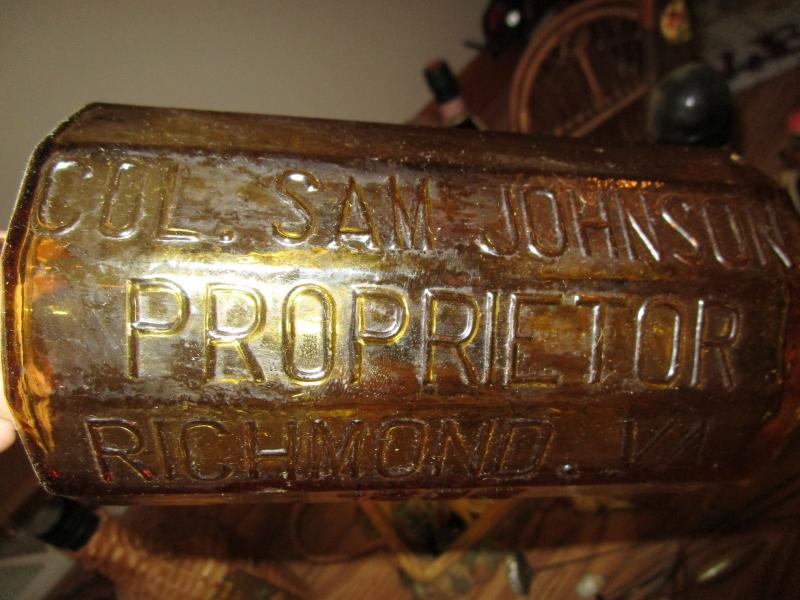 COL. SAM JOHNSON
PROPRIETOR
RICHMOND. VA